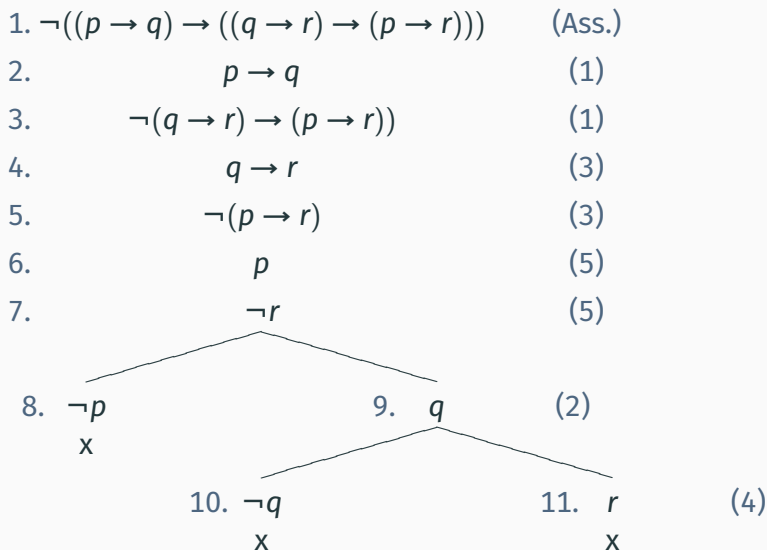 1. ¬((p → q) → ((q → r) → (p → r))) (Ass.)
2. p → q (1)
3. ¬(q → r) → (p → r)) (1)
4. q → r (3)
5. ¬(p → r) (3)
6. p (5)
7. ¬r (5)
8. ¬p 9. q (2)
x
10. ¬q 11. r (4)
x x